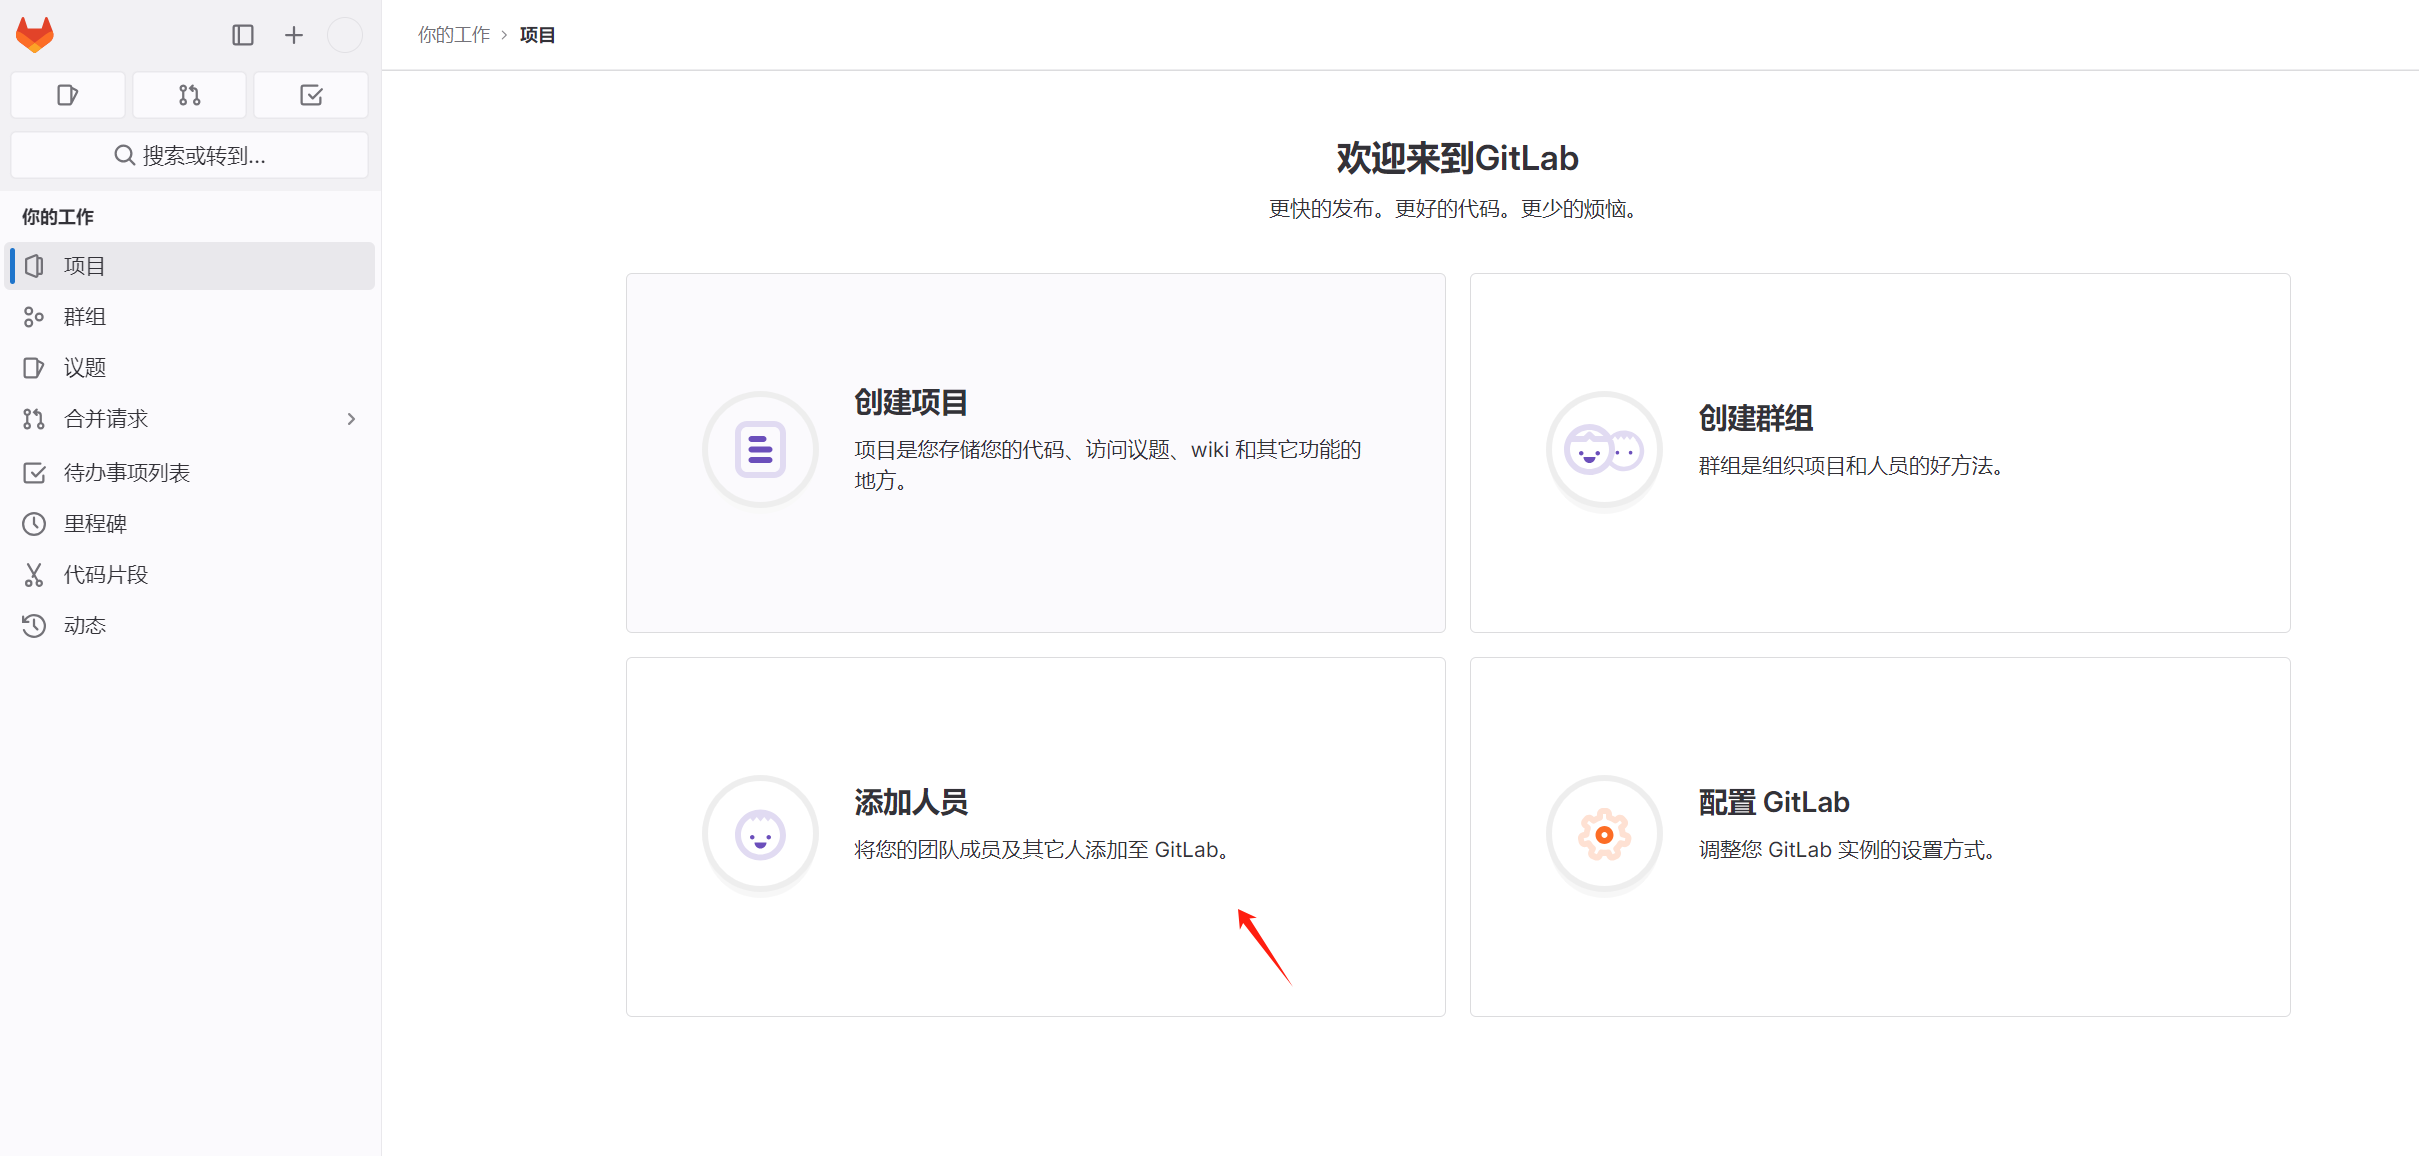 你的工作 › 项目
搜索或转到...
你的工作
项目
群组
议题
合并请求
待办事项列表
里程碑
代码片段
动态
欢迎来到GitLab
更快的发布。更好的代码。更少的烦恼。
创建项目
项目是您存储您的代码、访问议题、wiki 和其它功能的
地方。
创建群组
群组是组织项目和人员的好方法。
添加人员
将您的团队成员及其它人添加至 GitLab。
配置 GitLab
调整您 GitLab 实例的设置方式。